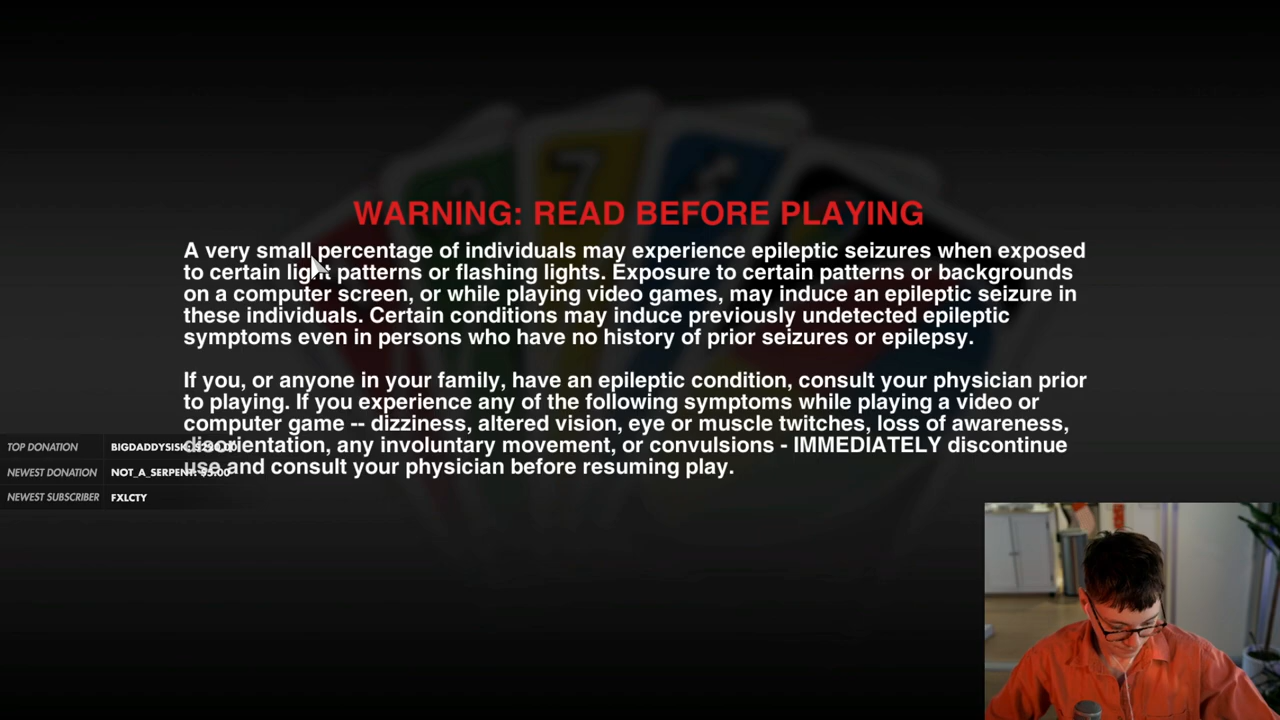 WARNING: READ BEFORE PLAYING
A very small percentage of individuals may experience epileptic seizures when exposed
to certain light patterns or flashing lights. Exposure to certain patterns or backgrounds
on a computer screen, or while playing video games, may induce an epileptic seizure in
these individuals. Certain conditions may induce previously undetected epileptic
symptoms even in persons who have no history of prior seizures or epilepsy.
If you, or anyone in your family, have an epileptic condition, consult your physician prior
to playing. If you experience any of the following symptoms while playing a video or
computer game -- dizziness, altered vision, eye or muscle twitches, loss of awareness,
disorientation, any involuntary movement, or convulsions - IMMEDIATELY discontinue
use and consult your physician before resuming play.
TOP DONATION
NEWEST DONATION NOT_A_SERPENT: $5.00
NEWEST SUBSCRIBER FXLCTY
7